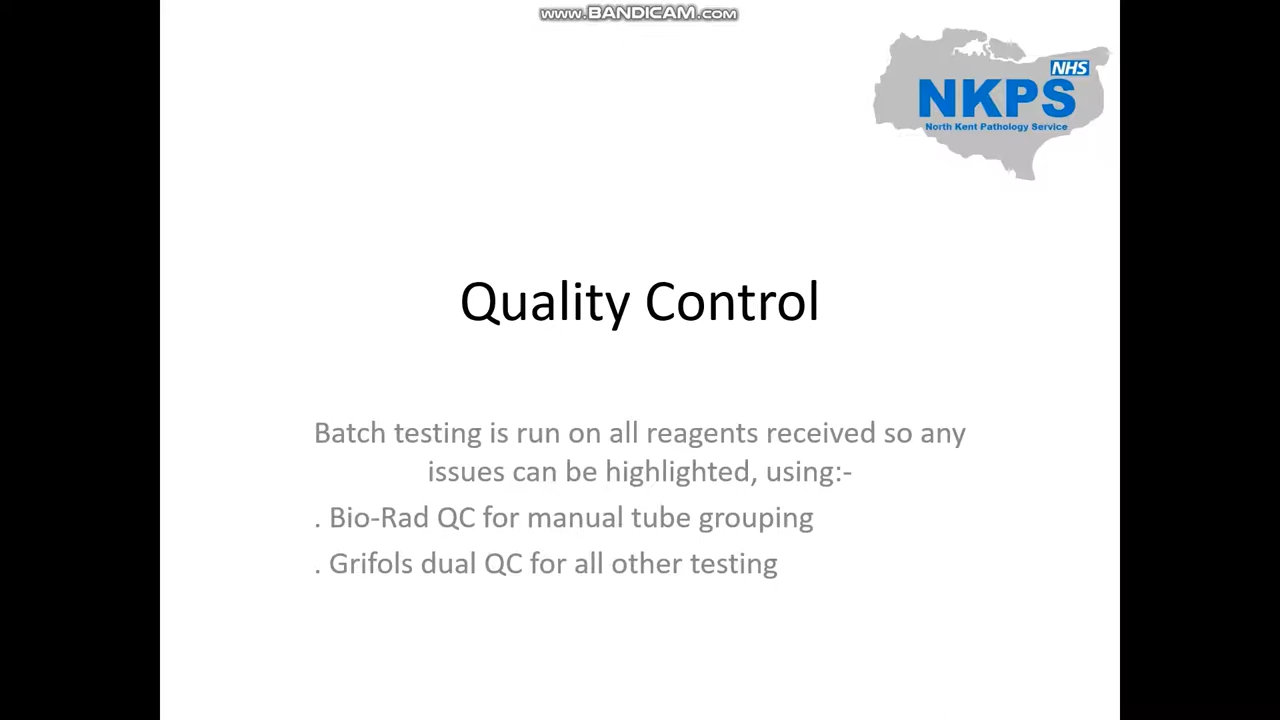 www.BANDICAM.com
NHS
NKPS
North Kent Pathology Service
Quality Control
Batch testing is run on all reagents received so any
issues can be highlighted, using:-
. Bio-Rad QC for manual tube grouping
. Grifols dual QC for all other testing